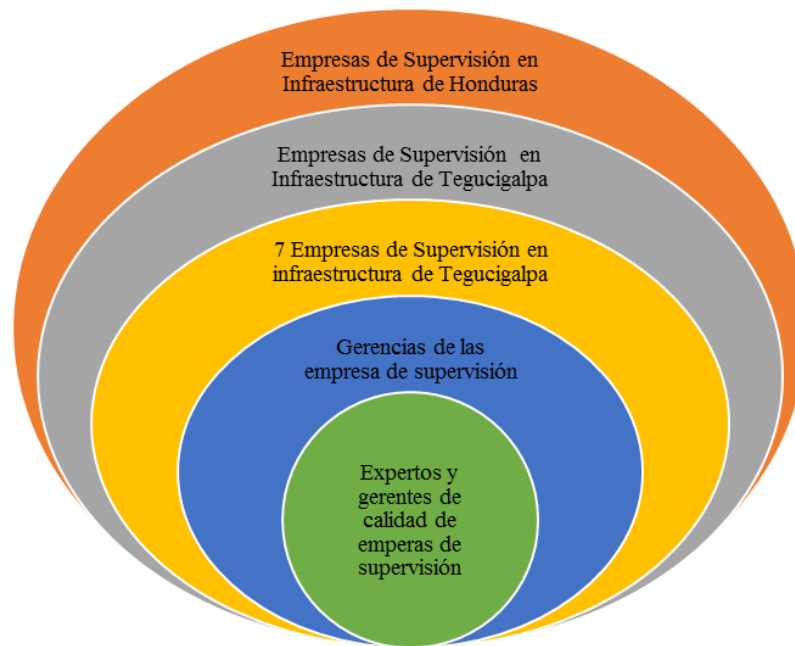 Empresas de Supervisión en
Infraestructura de Honduras
Empresas de Supervisión en
Infraestructura de Tegucigalpa
7 Empresas de Supervisión en
infraestructura de Tegucigalpa
Gerencias de las
empresa de supervisión
Expertos y
gerentes de
calidad de
emperas de
supervisión